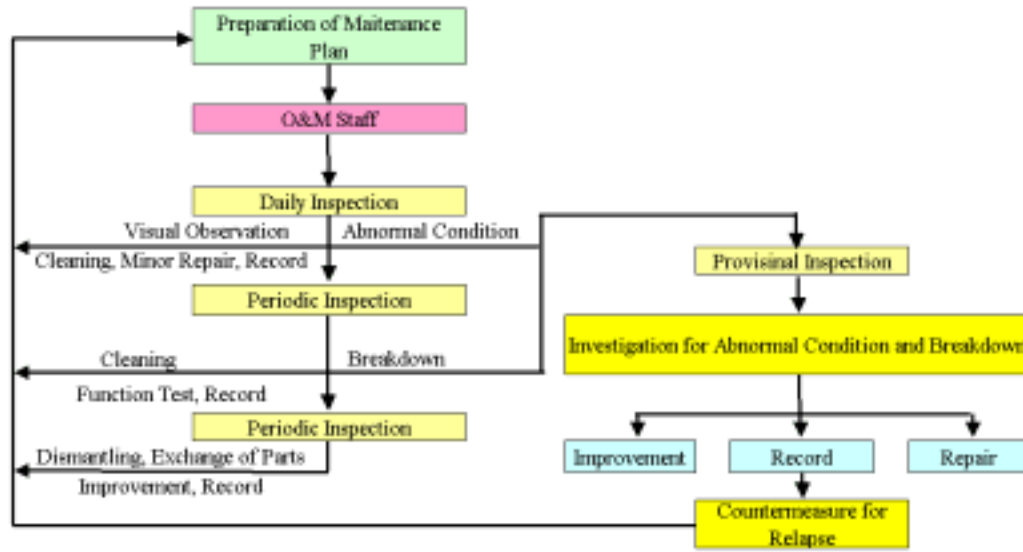 Preparation of Maitenance
Plan
O&M Staff
Daily Inspection
Visual Observation
Abnormal Condition
Cleaning, Minor Repair, Record
Provisinal Inspection
Periodic Inspection
Investigation for Abnormal Condition and Breakdown
Cleaning
Breakdown
Function Test, Record
Periodic Inspection
Dismantling, Exchange of Parts
Improvement, Record
Improvement
Record
Repair
Countermeasure for
Relapse